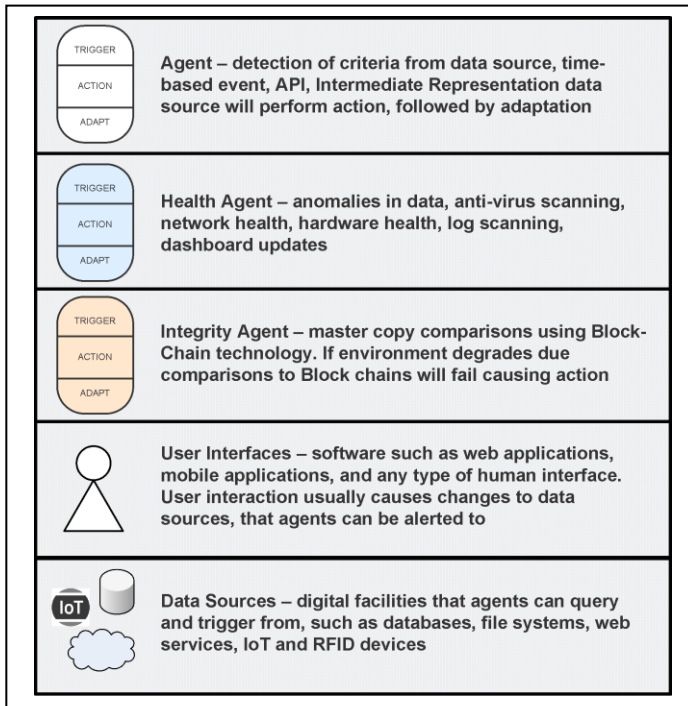 TRIGGER
ACTION
ADAPT
Agent – detection of criteria from data source, time-
based event, API, Intermediate Representation data
source will perform action, followed by adaptation
TRIGGER
ACTION
ADAPT
Health Agent – anomalies in data, anti-virus scanning,
network health, hardware health, log scanning,
dashboard updates
TRIGGER
ACTION
ADAPT
Integrity Agent – master copy comparisons using Block-
Chain technology. If environment degrades due
comparisons to Block chains will fail causing action
User Interfaces – software such as web applications,
mobile applications, and any type of human interface.
User interaction usually causes changes to data
sources, that agents can be alerted to
IoT
Data Sources – digital facilities that agents can query
and trigger from, such as databases, file systems, web
services, IoT and RFID devices